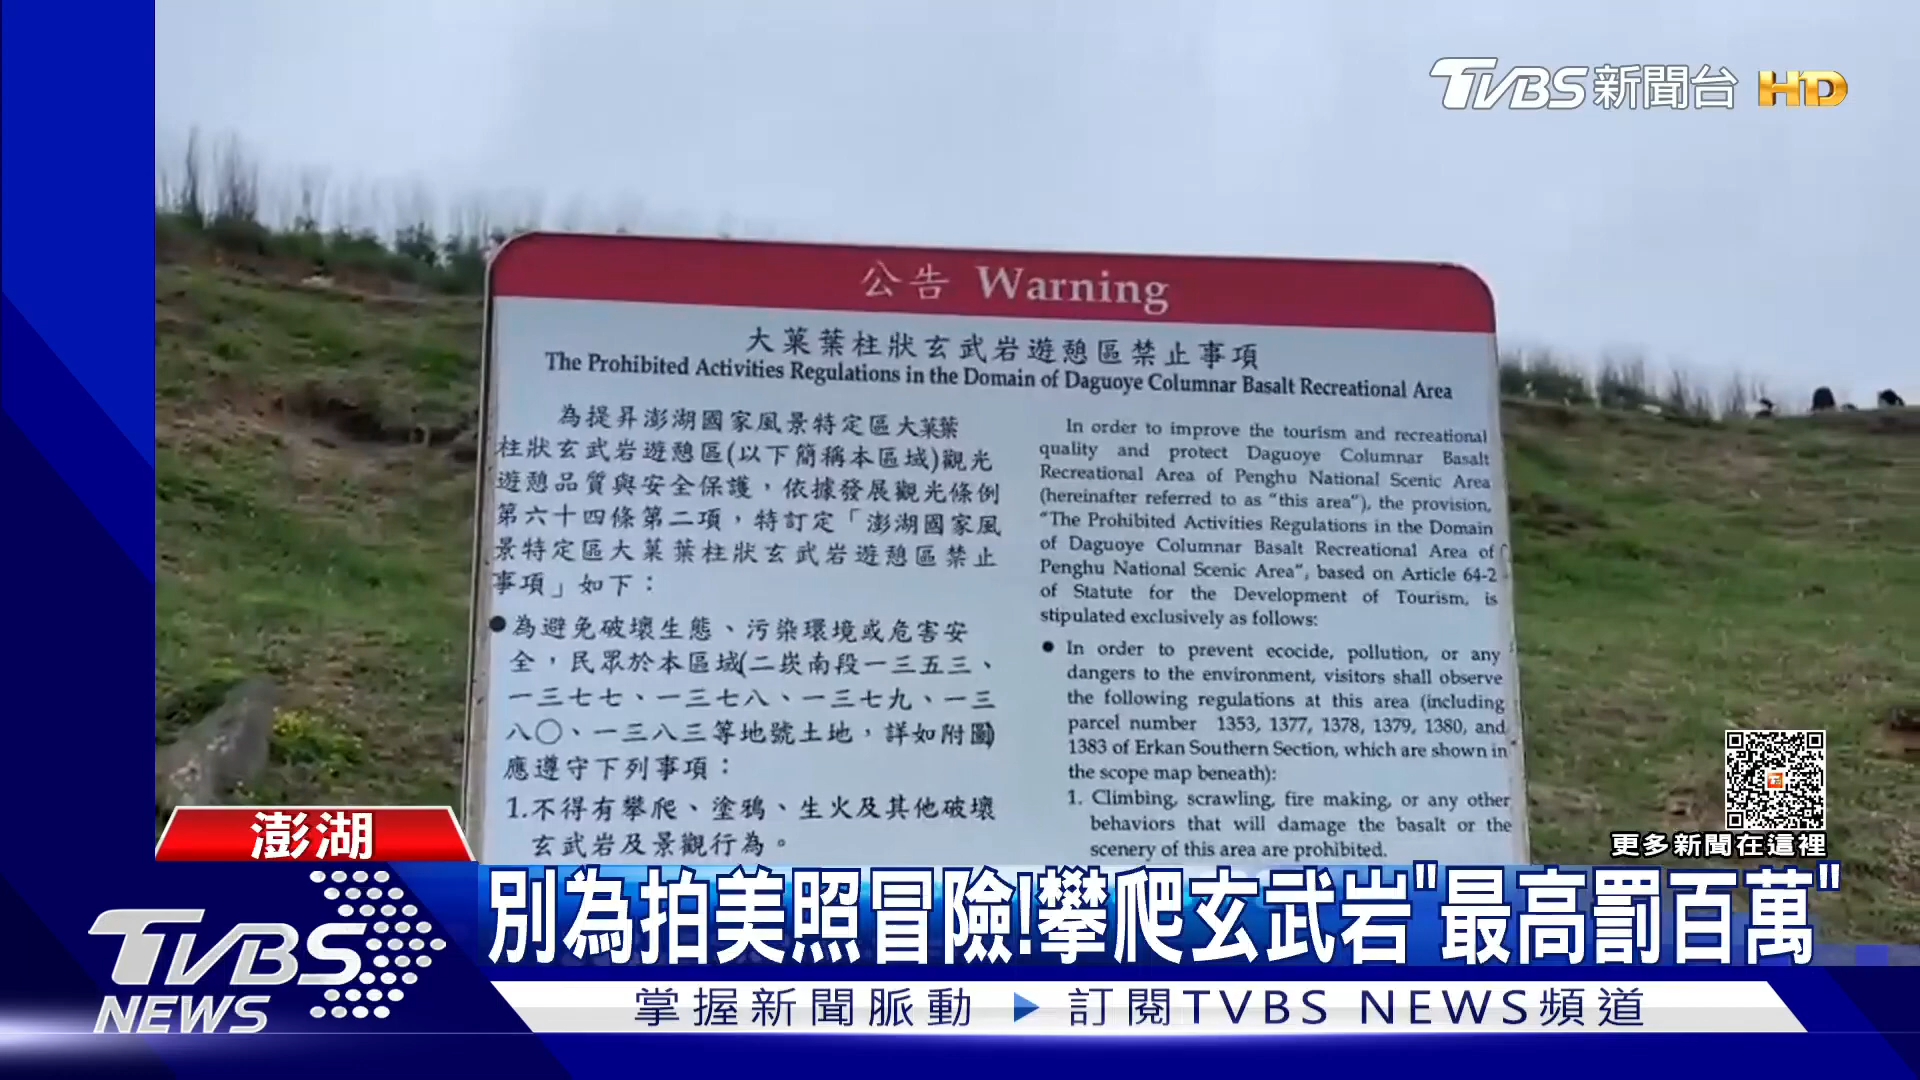 TVBS新聞台 HD
公告 Warning
大菓葉柱狀玄武岩遊憩區禁止事項
The Prohibited Activities Regulations in the Domain of Daguoye Columnar Basalt Recreational Area
為提昇澎湖國家風景特定區大菓葉
柱狀玄武岩遊憩區(以下簡稱本區域)觀光
遊憩品質與安全保護，依據發展觀光條例
第六十四條第二項，特訂定「澎湖國家風
景特定區大菓葉柱狀玄武岩遊憩區禁止
事項」如下：
●為避免破壞生態、污染環境或危害安
全，民眾於本區域(二崁南段一三五三、
一三七七、一三七八、一三七九、一三
八〇、一三八三等地號土地，詳如附圖)
應遵守下列事項：
1.不得有攀爬、塗鴉、生火及其他破壞
玄武岩及景觀行為。
In order to improve the tourism and recreational
quality and protect Daguoye Columnar Basalt
Recreational Area of Penghu National Scenic Area
(hereinafter referred to as “this area”), the provision,
“The Prohibited Activities Regulations in the Domain
of Daguoye Columnar Basalt Recreational Area of
Penghu National Scenic Area”, based on Article 64-2
of Statute for the Development of Tourism, is
stipulated exclusively as follows:
● In order to prevent ecocide, pollution, or any
dangers to the environment, visitors shall observe
the following regulations at this area (including
parcel number 1353, 1377, 1378, 1379, 1380, and
1383 of Erkan Southern Section, which are shown in
the scope map beneath):
1. Climbing, scrawling, fire making, or any other
behaviors that will damage the basalt or the
scenery of this area are prohibited.
更多新聞在這裡
澎湖
別為拍美照冒險!攀爬玄武岩"最高罰百萬"
TVBS
NEWS
掌握新聞脈動 ▶ 訂閱TVBS NEWS頻道